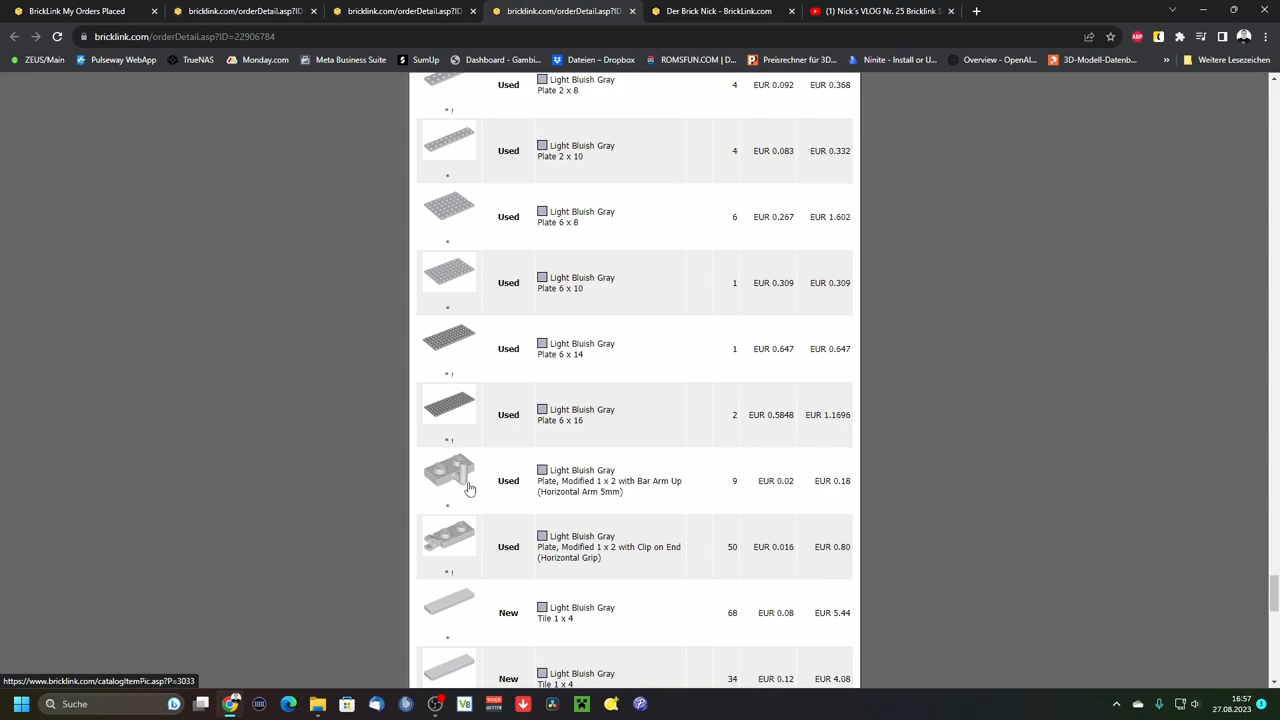 BrickLink My Orders Placed
bricklink.com/orderDetail.asp?ID
bricklink.com/orderDetail.asp?ID
bricklink.com/orderDetail.asp?ID
Der Brick Nick - BrickLink.com
(1) Nick's VLOG Nr. 25 Bricklink S
bricklink.com/orderDetail.asp?ID=22906784
ABP
ZEUS/Main
Pulseway WebApp
TrueNAS
Monday.com
Meta Business Suite
SumUp
Dashboard - Gambi...
Dateien – Dropbox
ROMSFUN.COM | D...
Preisrechner für 3D...
Ninite - Install or U...
Overview - OpenAI...
3D-Modell-Datenb...
»
Weitere Lesezeichen
* !
Used
Light Bluish Gray
Plate 2 x 8
4
EUR 0.092
EUR 0.368
*
Used
Light Bluish Gray
Plate 2 x 10
4
EUR 0.083
EUR 0.332
*
Used
Light Bluish Gray
Plate 6 x 8
6
EUR 0.267
EUR 1.602
*
Used
Light Bluish Gray
Plate 6 x 10
1
EUR 0.309
EUR 0.309
*
Used
Light Bluish Gray
Plate 6 x 14
1
EUR 0.647
EUR 0.647
* !
Used
Light Bluish Gray
Plate 6 x 16
2
EUR 0.5848
EUR 1.1696
* !
Used
Light Bluish Gray
Plate, Modified 1 x 2 with Bar Arm Up
(Horizontal Arm 5mm)
9
EUR 0.02
EUR 0.18
*
Used
Light Bluish Gray
Plate, Modified 1 x 2 with Clip on End
(Horizontal Grip)
50
EUR 0.016
EUR 0.80
* !
New
Light Bluish Gray
Tile 1 x 4
68
EUR 0.08
EUR 5.44
*
New
Light Bluish Gray
Tile 1 x 4
34
EUR 0.12
EUR 4.08
https://www.bricklink.com/catalogItemPic.asp?P=3033
Suche
16:57
27.08.2023